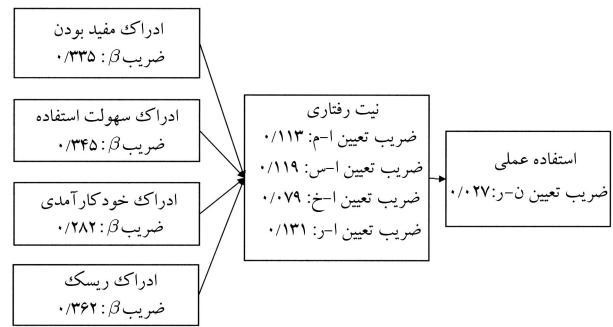 ادراک مفید بودن
ضریب β: ۰/۳۳۵
ادراک سهولت استفاده
ضریب β: ۰/۳۴۵
ادراک خودکارآمدی
ضریب β: ۰/۲۸۲
ادراک ریسک
ضریب β: ۰/۳۶۲
نیت رفتاری
ضریب تعیین ا-م: ۰/۱۱۳
ضریب تعیین ا-س: ۰/۱۱۹
ضریب تعیین ا-خ: ۰/۰۷۹
ضریب تعیین ا-ر: ۰/۱۳۱
استفاده عملی
ضریب تعیین ن-ر: ۰/۰۲۷